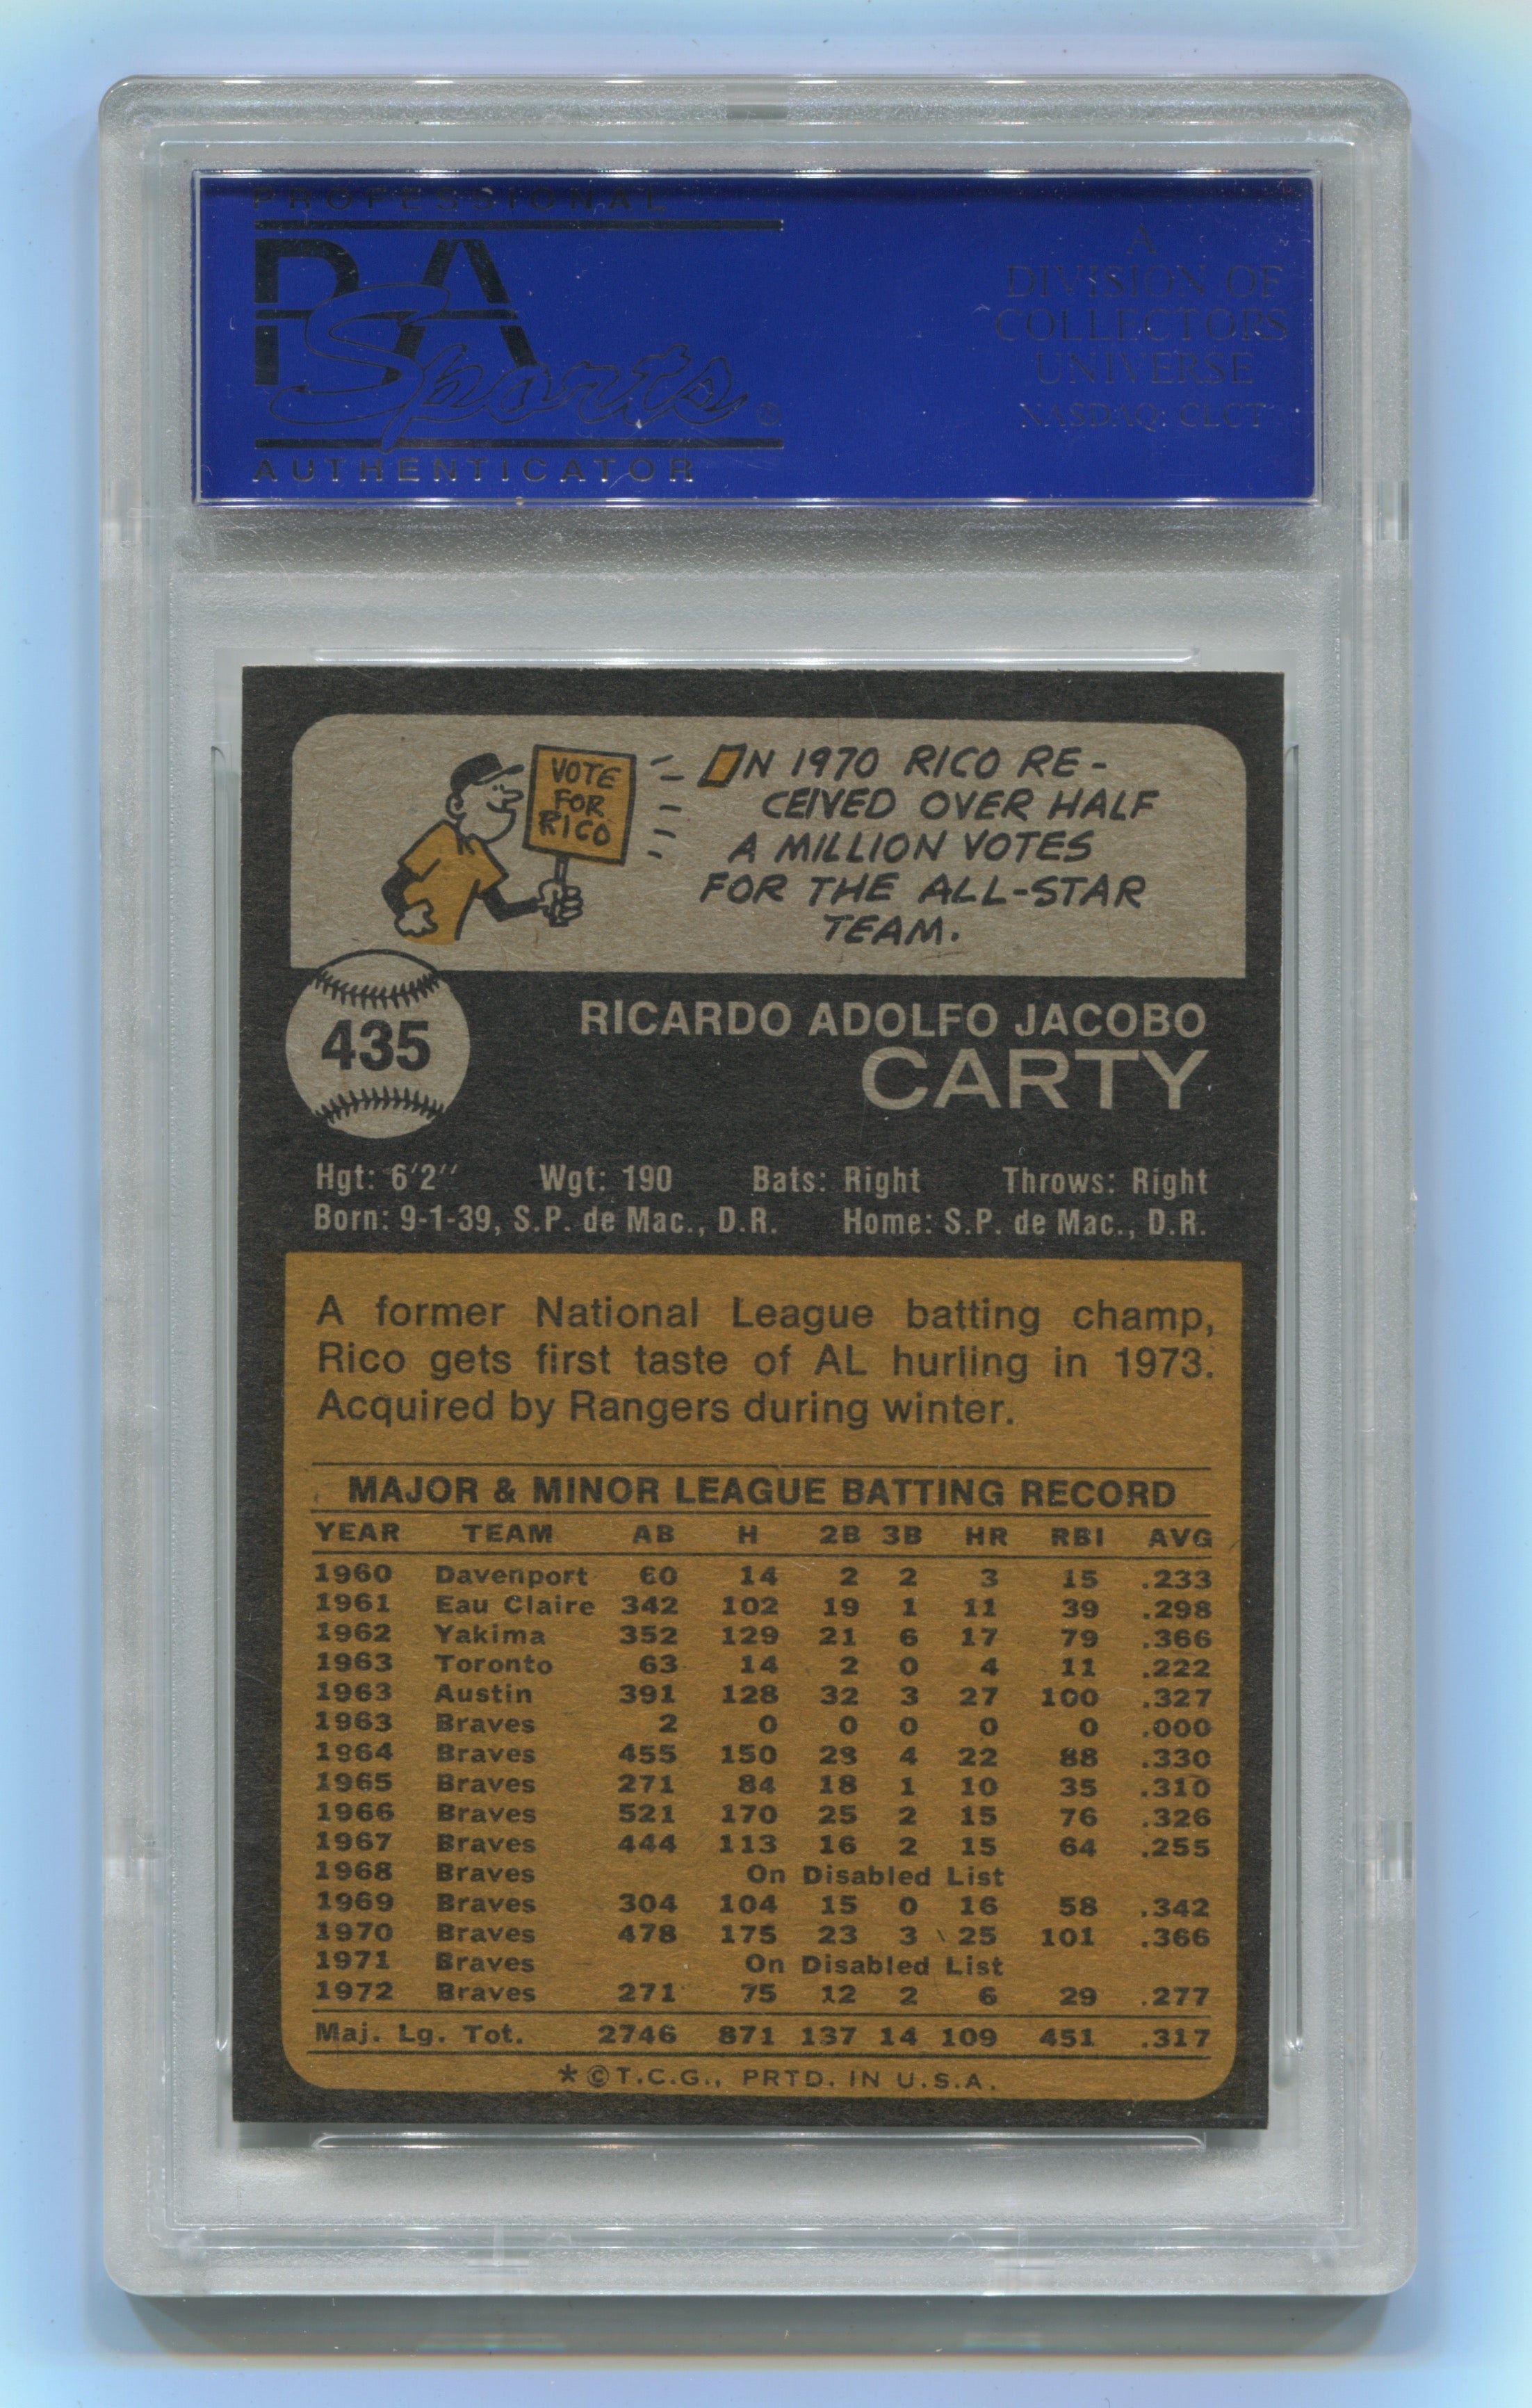 PROFESSIONAL
PSA
Sports®
AUTHENTICATOR
A
DIVISION OF
COLLECTORS
UNIVERSE
NASDAQ: CLCT
VOTE
FOR
RICO
IN 1970 RICO RE-
CEIVED OVER HALF
A MILLION VOTES
FOR THE ALL-STAR
TEAM.
435
RICARDO ADOLFO JACOBO
CARTY
Hgt: 6'2'' Wgt: 190 Bats: Right Throws: Right
Born: 9-1-39, S.P. de Mac., D.R. Home: S.P. de Mac., D.R.
A former National League batting champ,
Rico gets first taste of AL hurling in 1973.
Acquired by Rangers during winter.
MAJOR & MINOR LEAGUE BATTING RECORD
YEAR TEAM AB H 2B 3B HR RBI AVG
1960 Davenport 60 14 2 2 3 15 .233
1961 Eau Claire 342 102 19 1 11 39 .298
1962 Yakima 352 129 21 6 17 79 .366
1963 Toronto 63 14 2 0 4 11 .222
1963 Austin 391 128 32 3 27 100 .327
1963 Braves 2 0 0 0 0 0 .000
1964 Braves 455 150 28 4 22 88 .330
1965 Braves 271 84 18 1 10 35 .310
1966 Braves 521 170 25 2 15 76 .326
1967 Braves 444 113 16 2 15 64 .255
1968 Braves On Disabled List
1969 Braves 304 104 15 0 16 58 .342
1970 Braves 478 175 23 3 25 101 .366
1971 Braves On Disabled List
1972 Braves 271 75 12 2 6 29 .277
Maj. Lg. Tot. 2746 871 137 14 109 451 .317
*©T.C.G., PRTD. IN U.S.A.